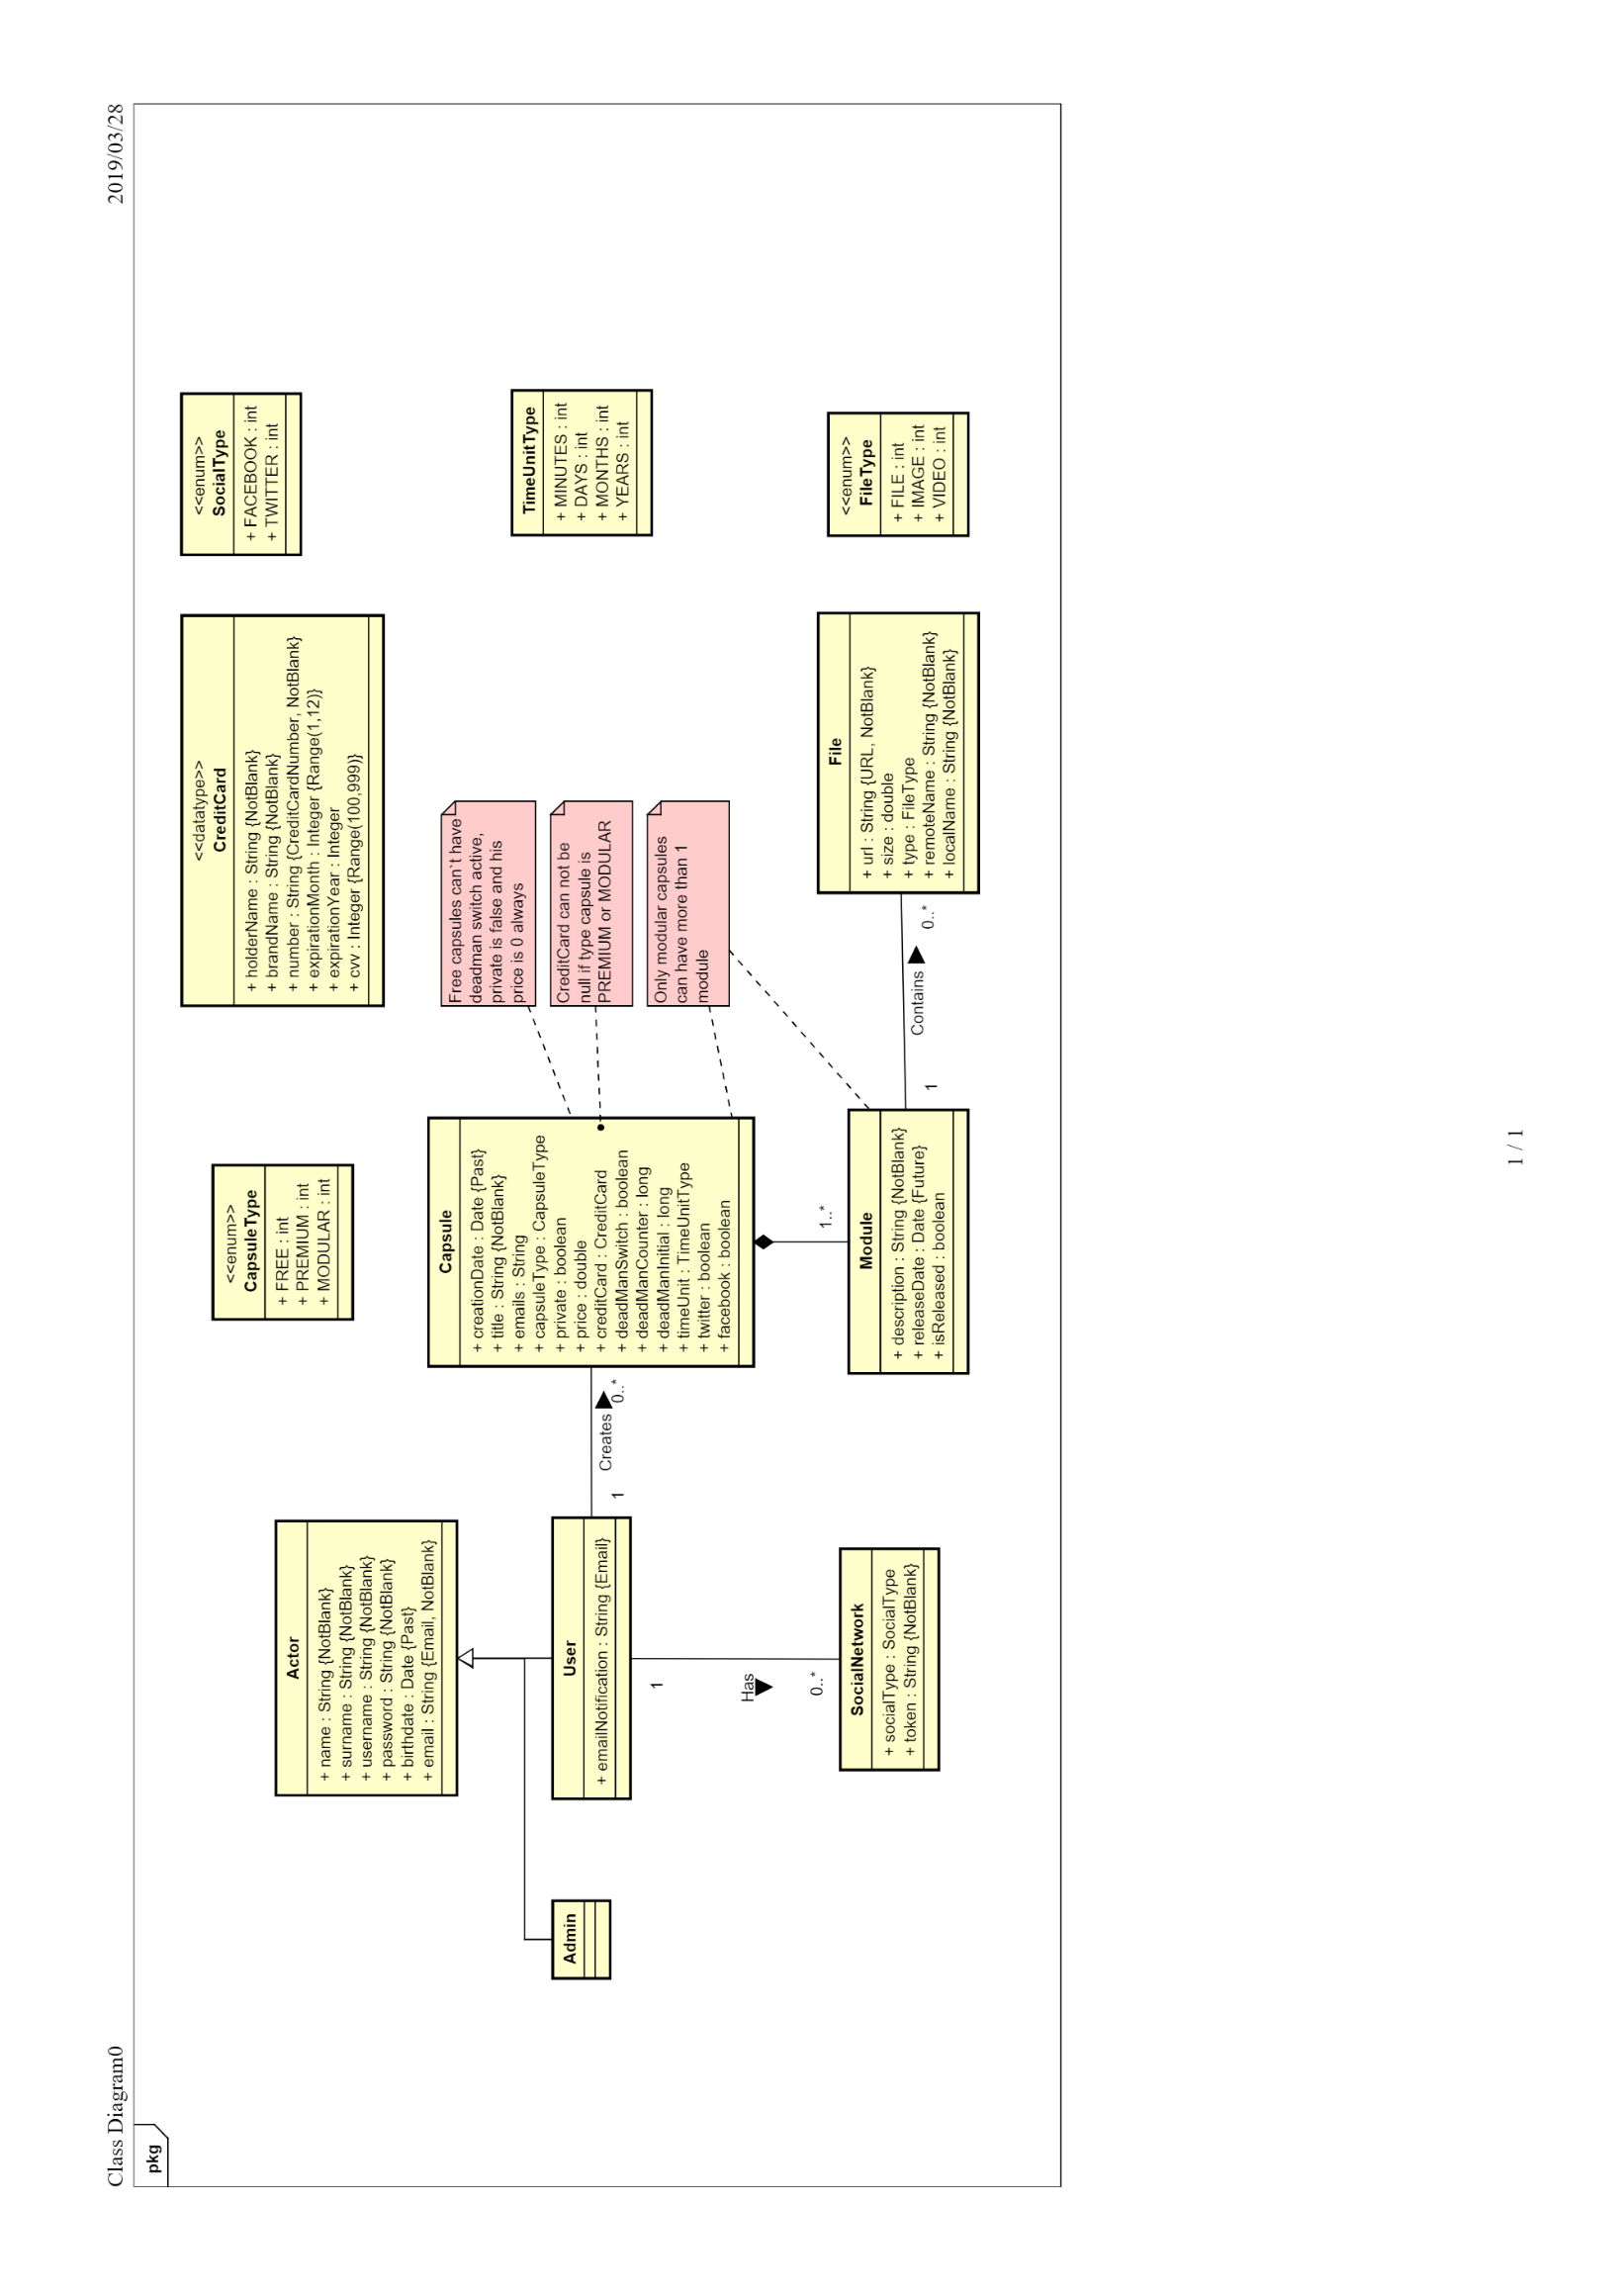 Class Diagram0
2019/03/28
pkg
<<enum>>
CapsuleType
+ FREE : int
+ PREMIUM : int
+ MODULAR : int
<<datatype>>
CreditCard
+ holderName : String {NotBlank}
+ brandName : String {NotBlank}
+ number : String {CreditCardNumber, NotBlank}
+ expirationMonth : Integer {Range(1,12)}
+ expirationYear : Integer
+ cvv : Integer {Range(100,999)}
<<enum>>
SocialType
+ FACEBOOK : int
+ TWITTER : int
Actor
+ name : String {NotBlank}
+ surname : String {NotBlank}
+ username : String {NotBlank}
+ password : String {NotBlank}
+ birthdate : Date {Past}
+ email : String {Email, NotBlank}
Capsule
+ creationDate : Date {Past}
+ title : String {NotBlank}
+ emails : String
+ capsuleType : CapsuleType
+ private : boolean
+ price : double
+ creditCard : CreditCard
+ deadManSwitch : boolean
+ deadManCounter : long
+ deadManInitial : long
+ timeUnit : TimeUnitType
+ twitter : boolean
+ facebook : boolean
Free capsules can`t have
deadman switch active,
private is false and his
price is 0 always
CreditCard can not be
null if type capsule is
PREMIUM or MODULAR
Only modular capsules
can have more than 1
module
TimeUnitType
+ MINUTES : int
+ DAYS : int
+ MONTHS : int
+ YEARS : int
Admin
User
+ emailNotification : String {Email}
1
Creates
0..*
1
Has
0..*
1..*
SocialNetwork
+ socialType : SocialType
+ token : String {NotBlank}
Module
+ description : String {NotBlank}
+ releaseDate : Date {Future}
+ isReleased : boolean
1
Contains
0..*
File
+ url : String {URL, NotBlank}
+ size : double
+ type : FileType
+ remoteName : String {NotBlank}
+ localName : String {NotBlank}
<<enum>>
FileType
+ FILE : int
+ IMAGE : int
+ VIDEO : int
1 / 1